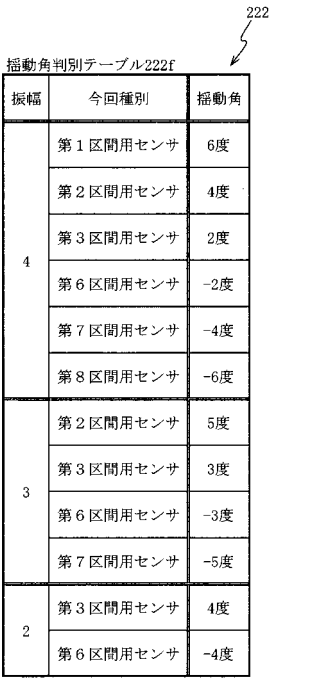 222
揺動角判別テーブル222f
振幅 今回種別 揺動角
4 第1区間用センサ 6度
第2区間用センサ 4度
第3区間用センサ 2度
第6区間用センサ -2度
第7区間用センサ -4度
第8区間用センサ -6度
3 第2区間用センサ 5度
第3区間用センサ 3度
第6区間用センサ -3度
第7区間用センサ -5度
2 第3区間用センサ 4度
第6区間用センサ -4度